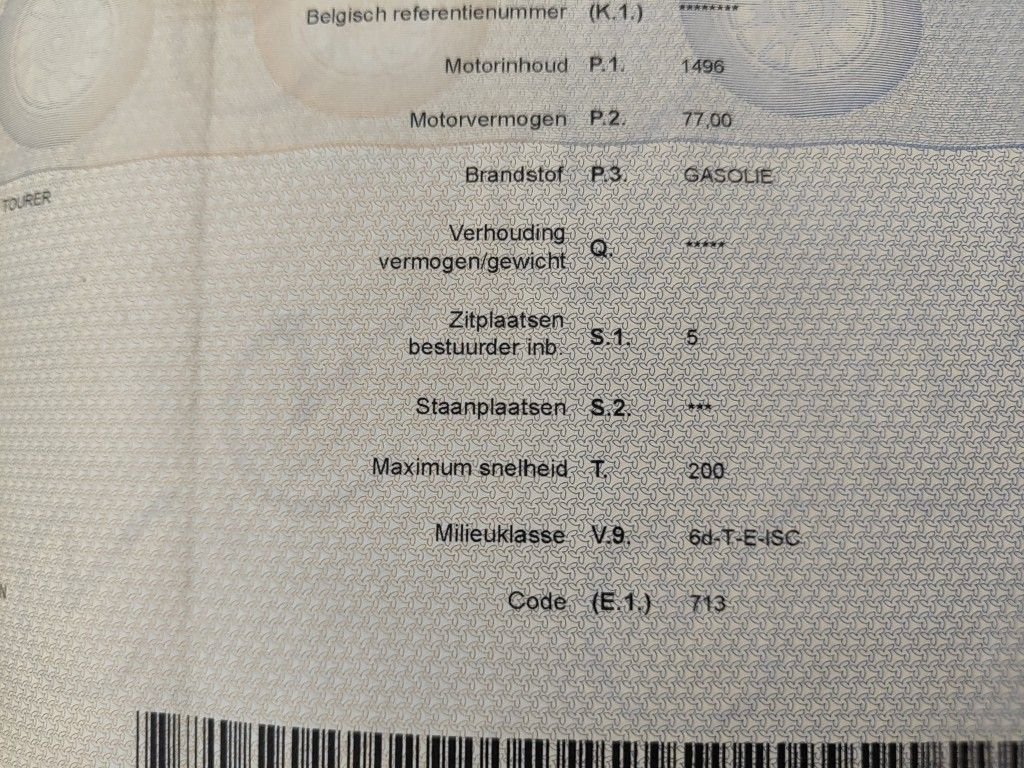 Belgisch referentienummer (K.1.) ********
Motorinhoud P.1. 1496
Motorvermogen P.2. 77,00
Brandstof P.3. GASOLIE
TOURER
Verhouding
vermogen/gewicht Q. *****
Zitplaatsen
bestuurder inb. S.1. 5
Staanplaatsen S.2. ***
Maximum snelheid T. 200
Milieuklasse V.9. 6d-T-E-ISC
N
Code (E.1.) 713